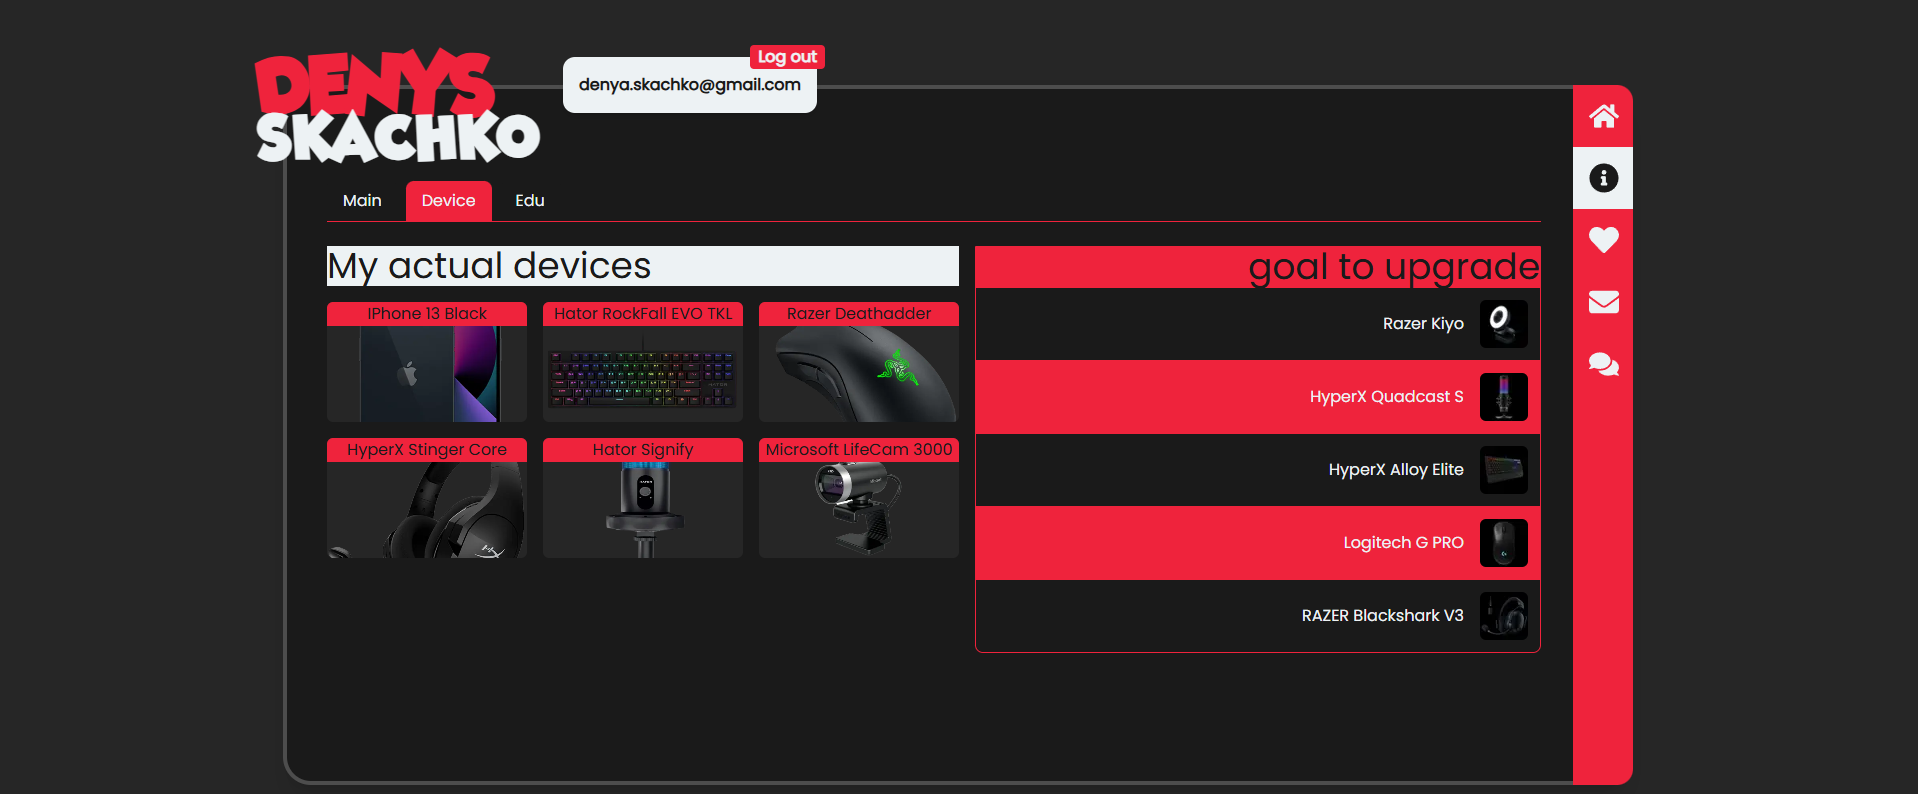 DENYS
SKACHKO
Log out
denya.skachko@gmail.com
Main
Device
Edu
My actual devices
IPhone 13 Black
Hator RockFall EVO TKL
Razer Deathadder
HyperX Stinger Core
Hator Signify
Microsoft LifeCam 3000
goal to upgrade
Razer Kiyo
HyperX Quadcast S
HyperX Alloy Elite
Logitech G PRO
RAZER Blackshark V3